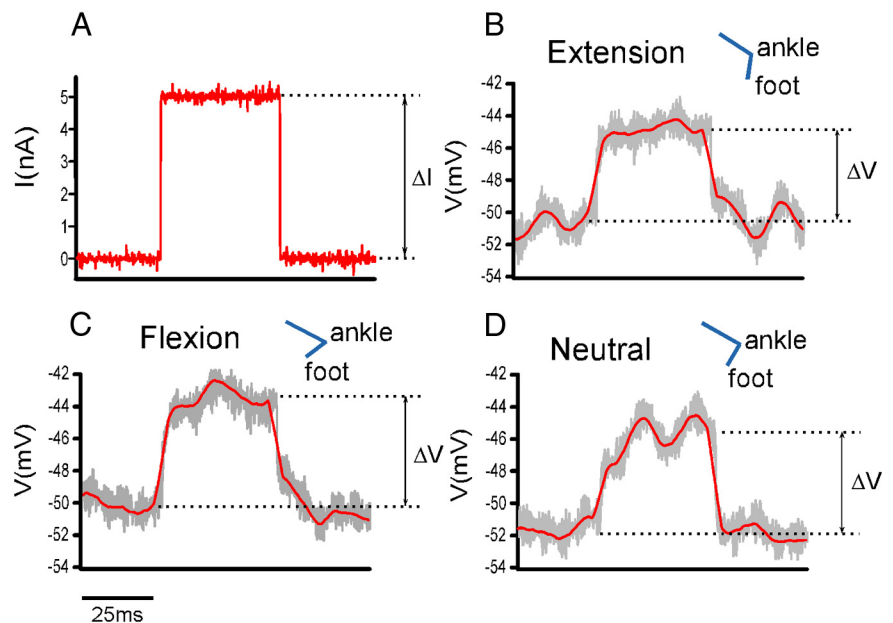 A
I(nA)
5
4
3
2
1
0
ΔI
B
Extension
ankle
foot
V(mV)
-42
-44
-46
-48
-50
-52
-54
ΔV
C
Flexion
ankle
foot
V(mV)
-42
-44
-46
-48
-50
-52
-54
ΔV
25ms
D
Neutral
ankle
foot
V(mV)
-42
-44
-46
-48
-50
-52
-54
ΔV